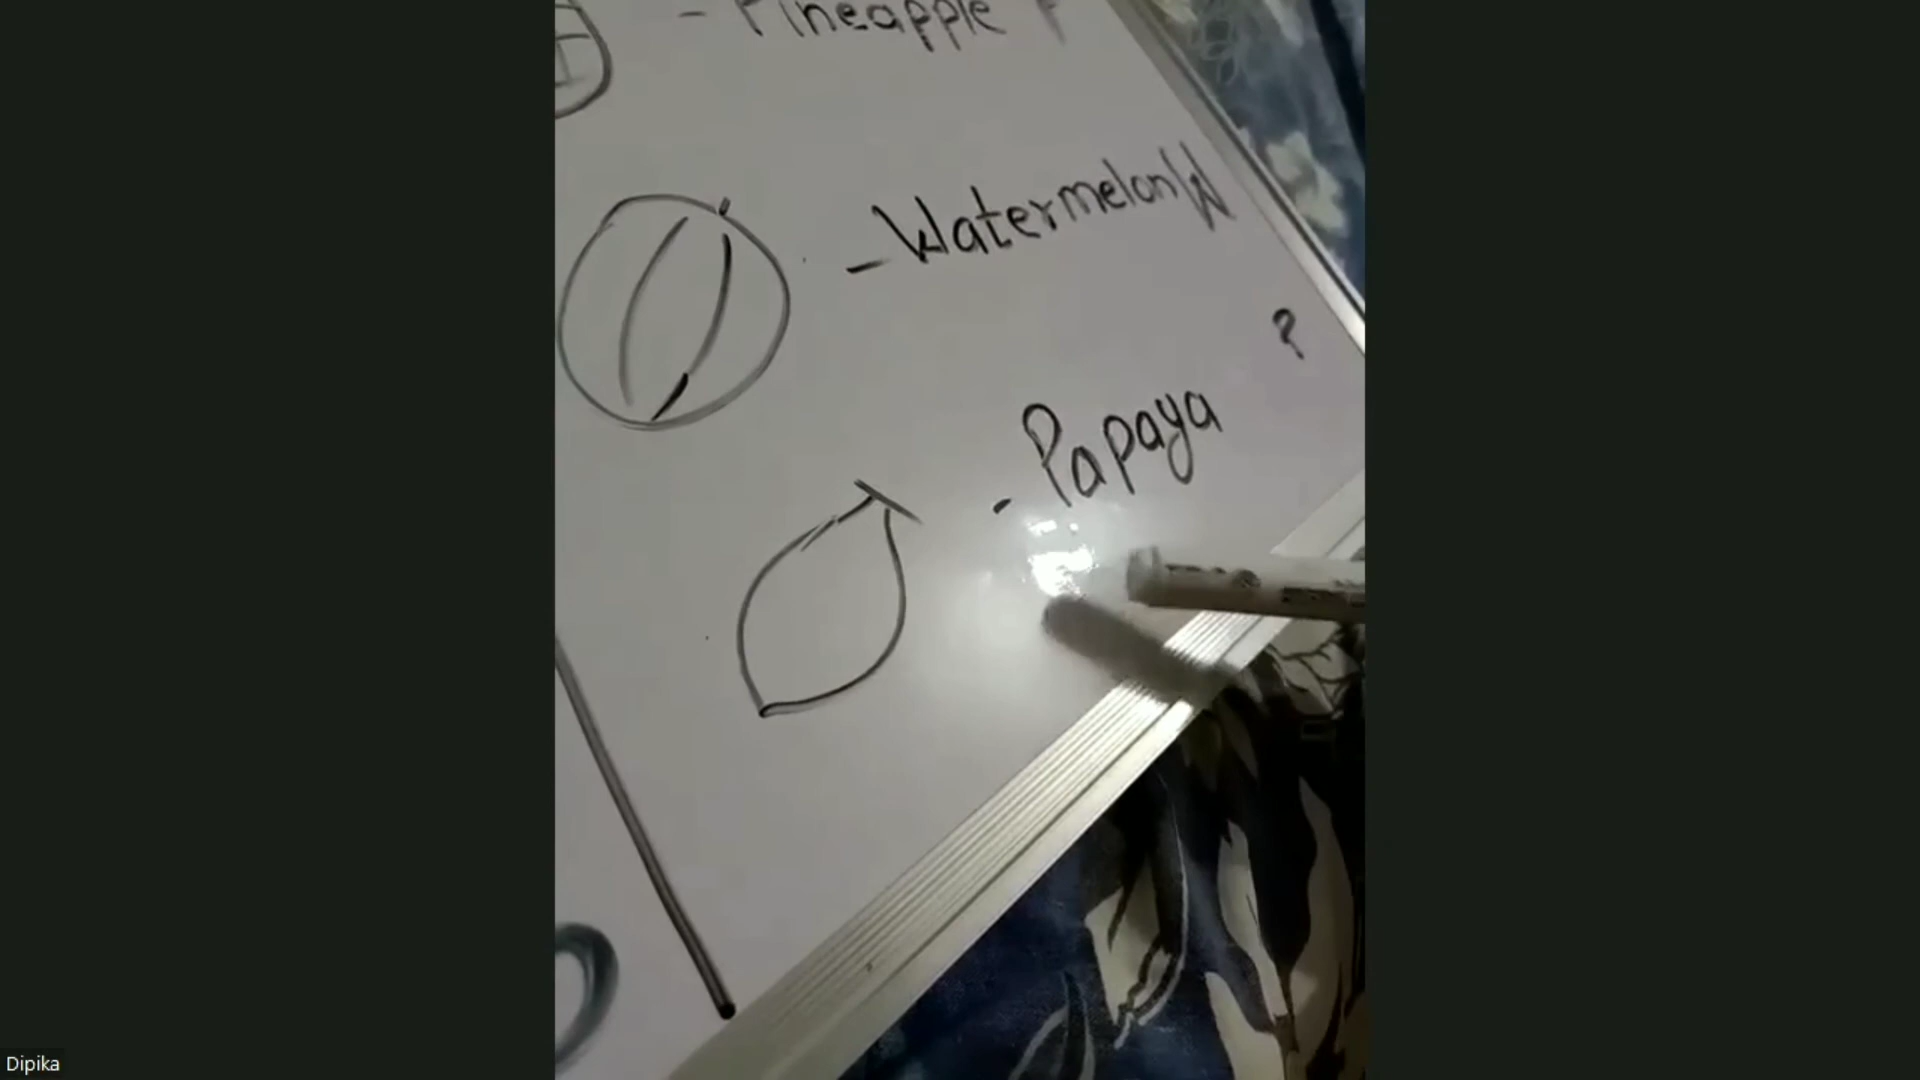 - Pineapple P
- Watermelon W
P
- Papaya
Dipika